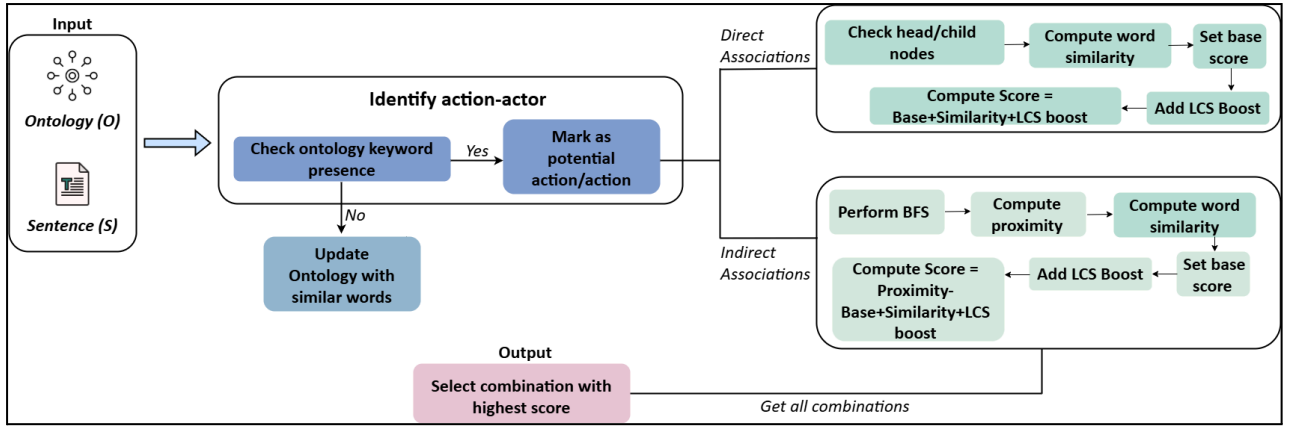 Input
Ontology (O)
Sentence (S)
Identify action-actor
Check ontology keyword
presence
Yes
Mark as
potential
action/action
No
Update
Ontology with
similar words
Direct
Associations
Check head/child
nodes
Compute word
similarity
Set base
score
Add LCS Boost
Compute Score =
Base+Similarity+LCS boost
Indirect
Associations
Perform BFS
Compute
proximity
Compute word
similarity
Set base
score
Add LCS Boost
Compute Score =
Proximity-
Base+Similarity+LCS
boost
Get all combinations
Output
Select combination with
highest score